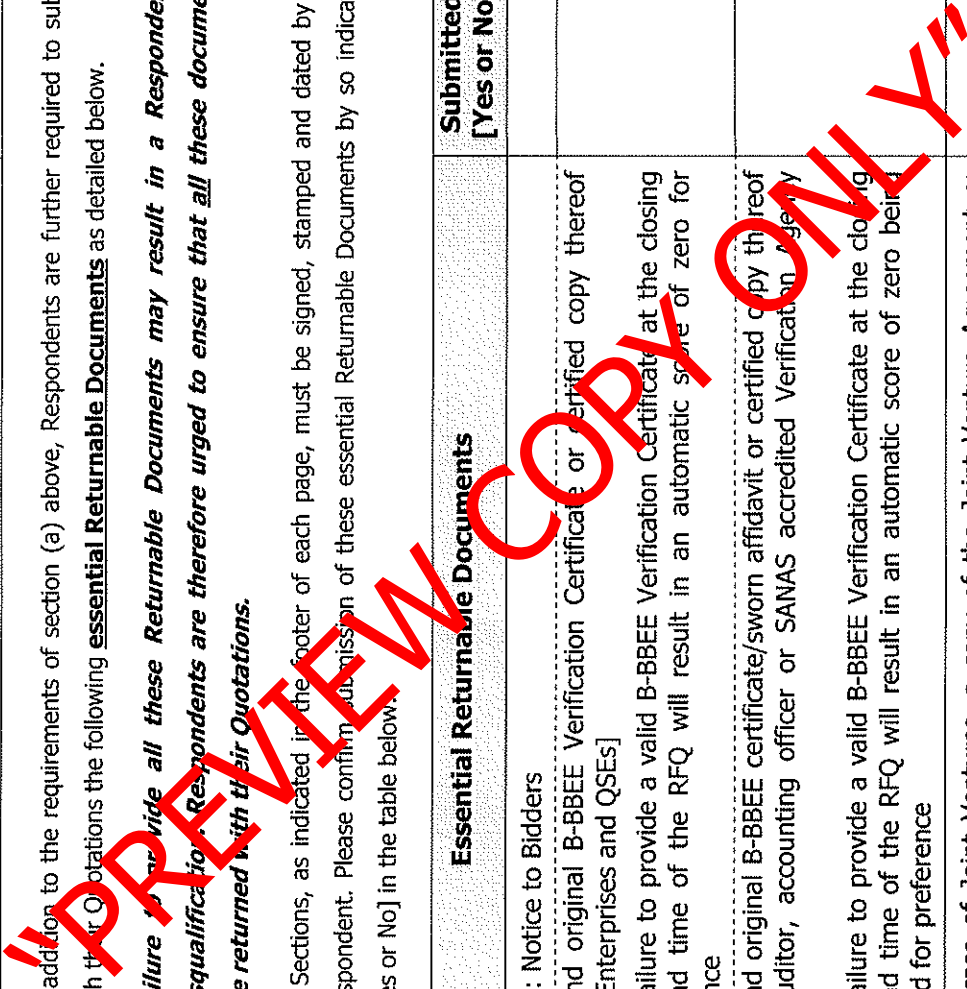 addition to the requirements of section (a) above, Respondents are further required to sub
h their Quotations the following essential Returnable Documents as detailed below.
ilure to provide all these Returnable Documents may result in a Responde
squalification. Respondents are therefore urged to ensure that all these docume
e returned with their Quotations.
Sections, as indicated in the footer of each page, must be signed, stamped and dated by
spondent. Please confirm submission of these essential Returnable Documents by so indica
es or No] in the table below.
Essential Returnable Documents
Submitted
[Yes or No
: Notice to Bidders
nd original B-BBEE Verification Certificate or certified copy thereof
Enterprises and QSEs]
ailure to provide a valid B-BBEE Verification Certificate at the closing
nd time of the RFQ will result in an automatic score of zero for
nce
nd original B-BBEE certificate/sworn affidavit or certified copy thereof
uditor, accounting officer or SANAS accredited Verification Agency
ailure to provide a valid B-BBEE Verification Certificate at the closing
nd time of the RFQ will result in an automatic score of zero being
d for preference
"PREVIEW COPY ONLY"